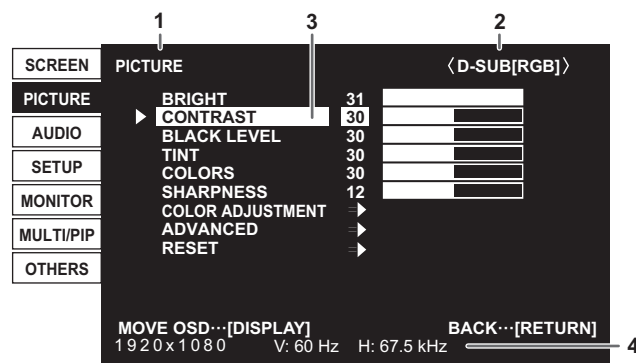 1 3 2
SCREEN
PICTURE
AUDIO
SETUP
MONITOR
MULTI/PIP
OTHERS
PICTURE 〈D-SUB[RGB]〉
BRIGHT 31
CONTRAST 30
BLACK LEVEL 30
TINT 30
COLORS 30
SHARPNESS 12
COLOR ADJUSTMENT
ADVANCED
RESET
MOVE OSD···[DISPLAY] BACK···[RETURN]
1920x1080 V: 60 Hz H: 67.5 kHz 4